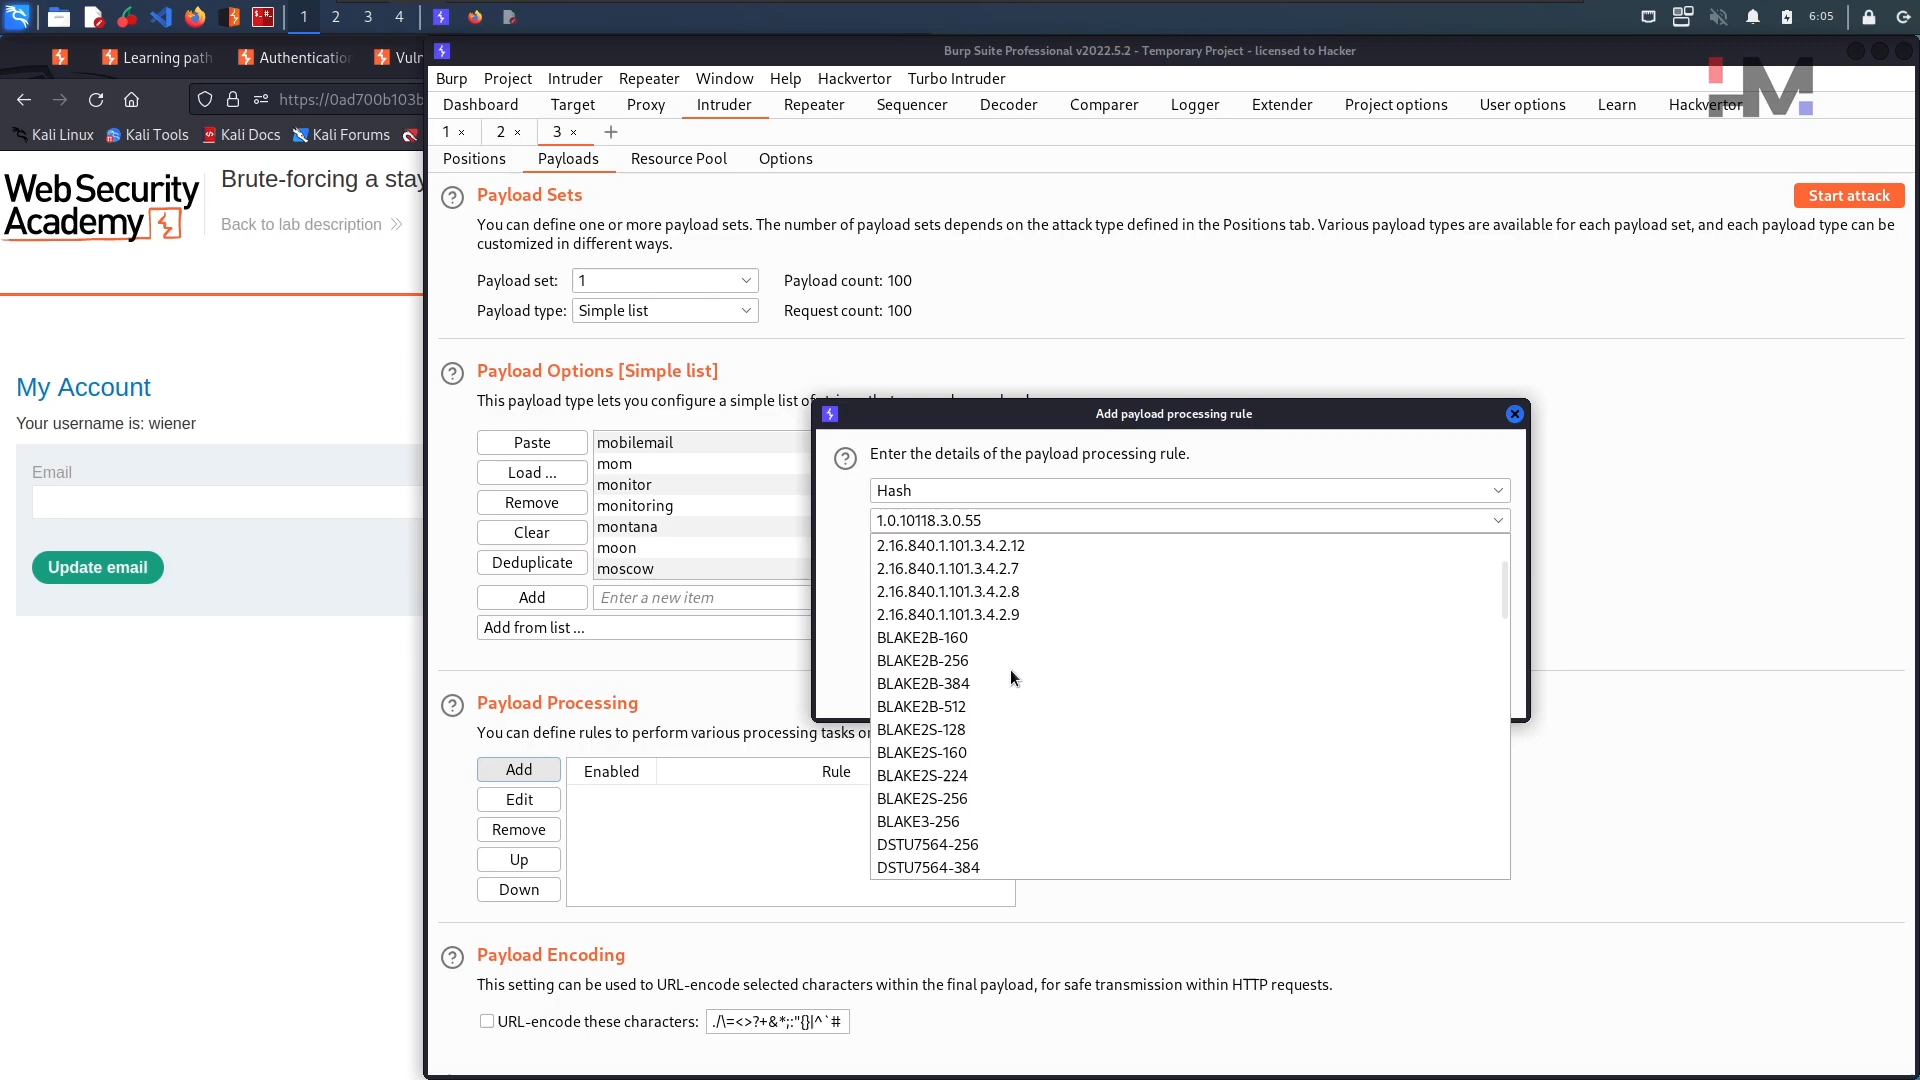 1 2 3 4
6:05
Learning path
Authenticatio
Vuln
https://0ad700b103b
Kali Linux Kali Tools Kali Docs Kali Forums
Web Security
Academy
Brute-forcing a stay
Back to lab description
My Account
Your username is: wiener
Email
Update email
Burp Suite Professional v2022.5.2 - Temporary Project - licensed to Hacker
Burp Project Intruder Repeater Window Help Hackvertor Turbo Intruder
Dashboard Target Proxy Intruder Repeater Sequencer Decoder Comparer Logger Extender Project options User options Learn Hackvertor
HM
1 × 2 × 3 × +
Positions Payloads Resource Pool Options
Payload Sets
Start attack
You can define one or more payload sets. The number of payload sets depends on the attack type defined in the Positions tab. Various payload types are available for each payload set, and each payload type can be
customized in different ways.
Payload set: 1 Payload count: 100
Payload type: Simple list Request count: 100
Payload Options [Simple list]
This payload type lets you configure a simple list of
Paste
Load ...
Remove
Clear
Deduplicate
Add
mobilemail
mom
monitor
monitoring
montana
moon
moscow
Enter a new item
Add from list ...
Payload Processing
You can define rules to perform various processing tasks
Add
Edit
Remove
Up
Down
Enabled Rule
Add payload processing rule
Enter the details of the payload processing rule.
Hash
1.0.10118.3.0.55
2.16.840.1.101.3.4.2.12
2.16.840.1.101.3.4.2.7
2.16.840.1.101.3.4.2.8
2.16.840.1.101.3.4.2.9
BLAKE2B-160
BLAKE2B-256
BLAKE2B-384
BLAKE2B-512
BLAKE2S-128
BLAKE2S-160
BLAKE2S-224
BLAKE2S-256
BLAKE3-256
DSTU7564-256
DSTU7564-384
Payload Encoding
This setting can be used to URL-encode selected characters within the final payload, for safe transmission within HTTP requests.
URL-encode these characters: ./\=<>?+&*;:"{}|^`#